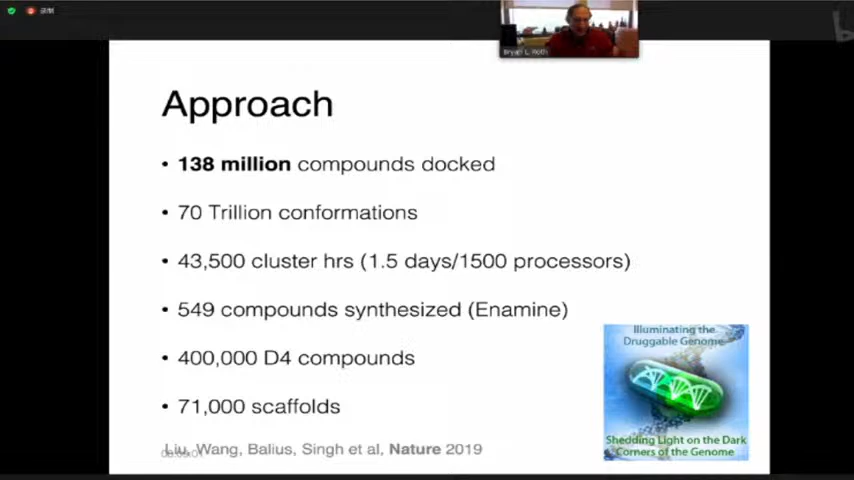 录制
Bryan L. Roth
Approach
• 138 million compounds docked
• 70 Trillion conformations
• 43,500 cluster hrs (1.5 days/1500 processors)
• 549 compounds synthesized (Enamine)
• 400,000 D4 compounds
• 71,000 scaffolds
Illuminating the
Druggable Genome
Shedding Light on the Dark
Corners of the Genome
Liu, Wang, Balius, Singh et al, Nature 2019